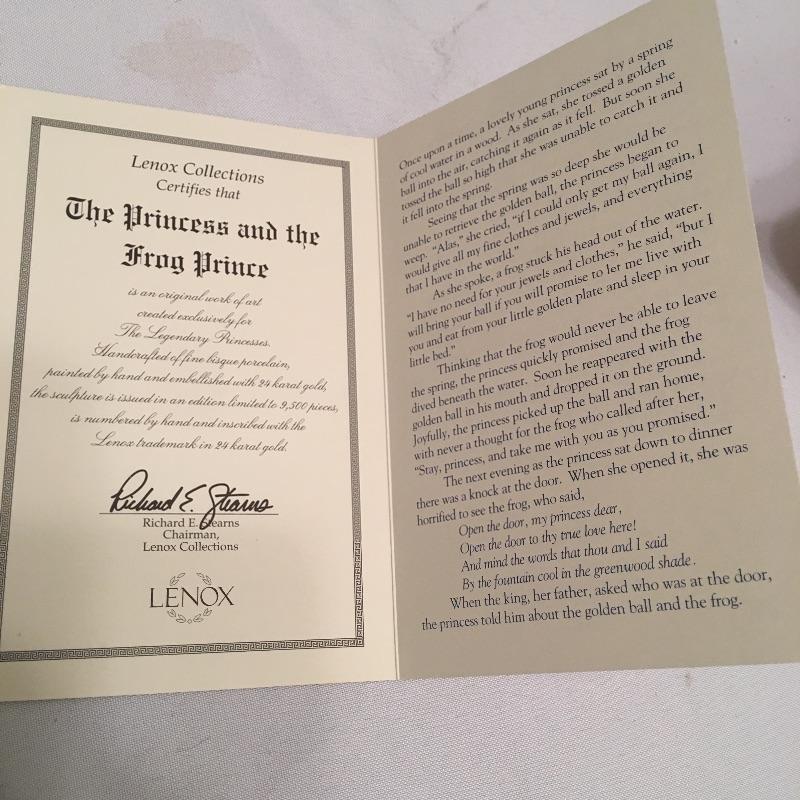 Lenox Collections
Certifies that
The Princess and the
Frog Prince
is an original work of art
created exclusively for
The Legendary Princesses.
Handcrafted of fine bisque porcelain,
painted by hand and embellished with 24 karat gold,
the sculpture is issued in an edition limited to 9,500 pieces,
is numbered by hand and inscribed with the
Lenox trademark in 24 karat gold.
Richard E. Stearns
Richard E. Stearns
Chairman,
Lenox Collections
LENOX
Once upon a time, a lovely young princess sat by a spring
of cool water in a wood. As she sat, she tossed a golden
ball into the air, catching it again as it fell. But soon she
tossed the ball so high that she was unable to catch it and
it fell into the spring.
Seeing that the spring was so deep she would be
unable to retrieve the golden ball, the princess began to
weep. "Alas," she cried, "if I could only get my ball again, I
would give all my fine clothes and jewels, and everything
that I have in the world."
As she spoke, a frog stuck his head out of the water.
"I have no need for your jewels and clothes," he said, "but I
will bring your ball if you will promise to let me live with
you and eat from your little golden plate and sleep in your
little bed."
Thinking that the frog would never be able to leave
the spring, the princess quickly promised and the frog
dived beneath the water. Soon he reappeared with the
golden ball in his mouth and dropped it on the ground.
Joyfully, the princess picked up the ball and ran home,
with never a thought for the frog who called after her,
"Stay, princess, and take me with you as you promised."
The next evening as the princess sat down to dinner
there was a knock at the door. When she opened it, she was
horrified to see the frog, who said,
Open the door, my princess dear,
Open the door to thy true love here!
And mind the words that thou and I said
By the fountain cool in the greenwood shade.
When the king, her father, asked who was at the door,
the princess told him about the golden ball and the frog.